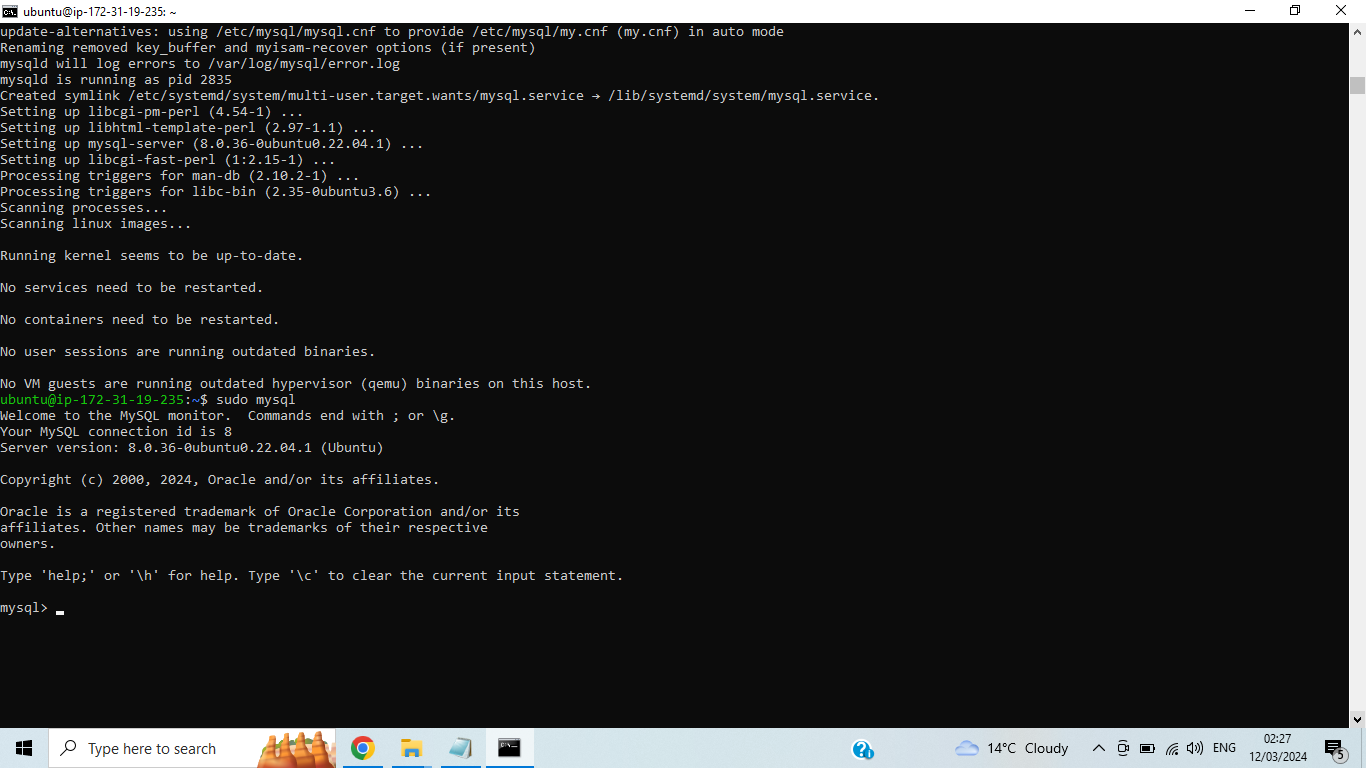 ubuntu@ip-172-31-19-235: ~
update-alternatives: using /etc/mysql/mysql.cnf to provide /etc/mysql/my.cnf (my.cnf) in auto mode
Renaming removed key_buffer and myisam-recover options (if present)
mysqld will log errors to /var/log/mysql/error.log
mysqld is running as pid 2835
Created symlink /etc/systemd/system/multi-user.target.wants/mysql.service → /lib/systemd/system/mysql.service.
Setting up libcgi-pm-perl (4.54-1) ...
Setting up libhtml-template-perl (2.97-1.1) ...
Setting up mysql-server (8.0.36-0ubuntu0.22.04.1) ...
Setting up libcgi-fast-perl (1:2.15-1) ...
Processing triggers for man-db (2.10.2-1) ...
Processing triggers for libc-bin (2.35-0ubuntu3.6) ...
Scanning processes...
Scanning linux images...
Running kernel seems to be up-to-date.
No services need to be restarted.
No containers need to be restarted.
No user sessions are running outdated binaries.
No VM guests are running outdated hypervisor (qemu) binaries on this host.
ubuntu@ip-172-31-19-235:~$ sudo mysql
Welcome to the MySQL monitor.  Commands end with ; or \g.
Your MySQL connection id is 8
Server version: 8.0.36-0ubuntu0.22.04.1 (Ubuntu)
Copyright (c) 2000, 2024, Oracle and/or its affiliates.
Oracle is a registered trademark of Oracle Corporation and/or its
affiliates. Other names may be trademarks of their respective
owners.
Type 'help;' or '\h' for help. Type '\c' to clear the current input statement.
mysql>
Type here to search
14°C Cloudy
ENG
02:27
12/03/2024
5